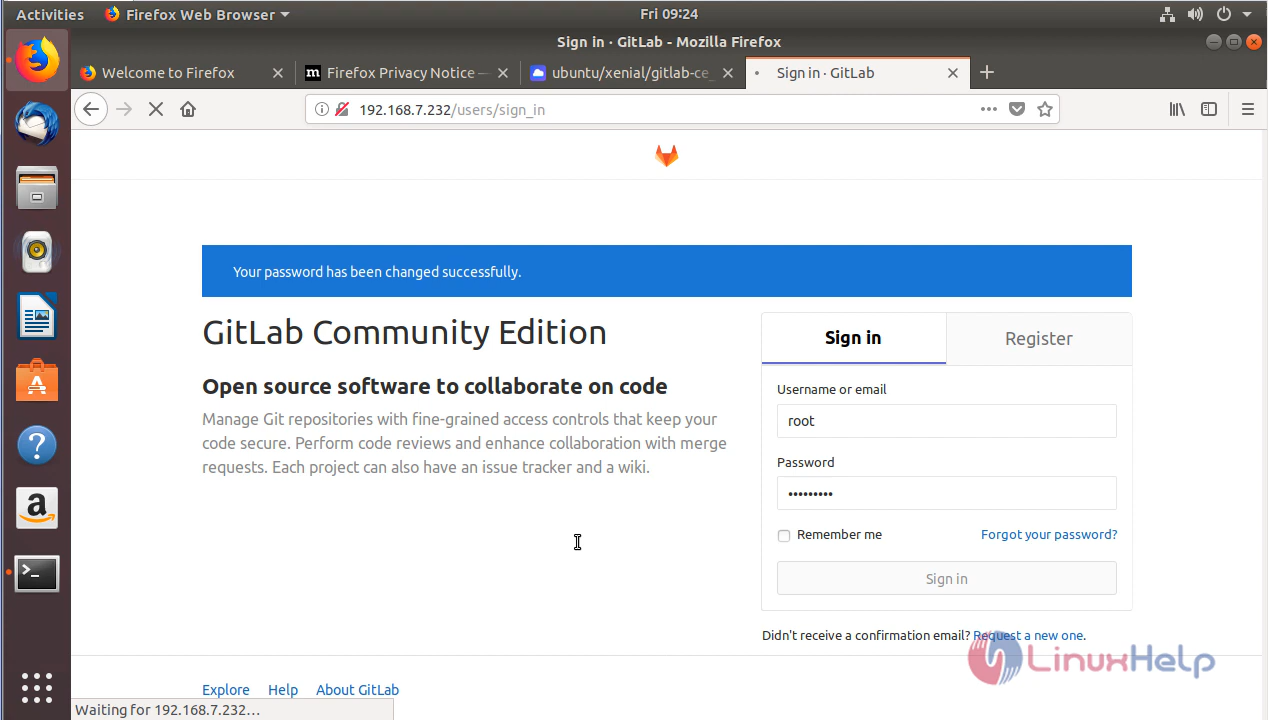 Activities
Firefox Web Browser
Fri 09:24
Sign in · GitLab - Mozilla Firefox
Welcome to Firefox
Firefox Privacy Notice —
ubuntu/xenial/gitlab-ce_
Sign in · GitLab
192.168.7.232/users/sign_in
Your password has been changed successfully.
GitLab Community Edition
Open source software to collaborate on code
Manage Git repositories with fine-grained access controls that keep your
code secure. Perform code reviews and enhance collaboration with merge
requests. Each project can also have an issue tracker and a wiki.
Sign in
Register
Username or email
root
Password
•••••••••
Remember me
Forgot your password?
Sign in
Didn't receive a confirmation email? Request a new one.
LinuxHelp
Explore
Help
About GitLab
Waiting for 192.168.7.232...